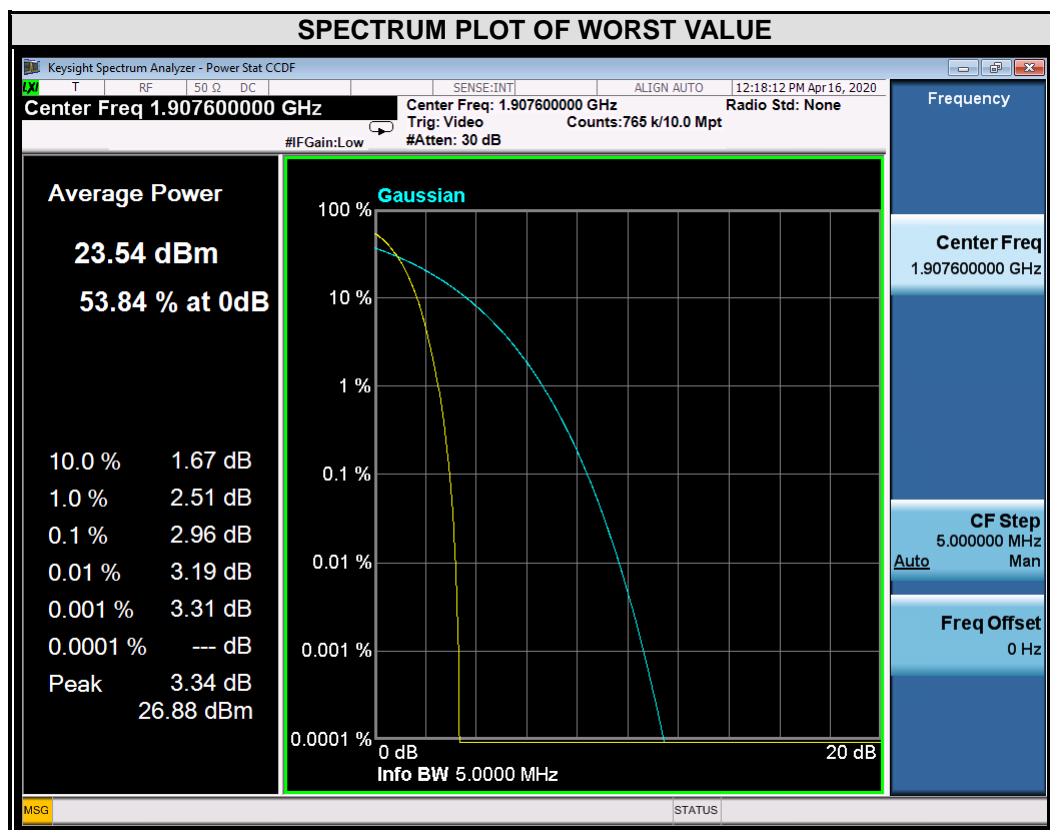 SPECTRUM PLOT OF WORST VALUE
Keysight Spectrum Analyzer - Power Stat CCDF
LXI T RF 50 Ω DC SENSE:INT ALIGN AUTO 12:18:12 PM Apr 16, 2020
Center Freq 1.907600000 GHz
Center Freq: 1.907600000 GHz Radio Std: None
Trig: Video Counts:765 k/10.0 Mpt
#IFGain:Low #Atten: 30 dB
Average Power
23.54 dBm
53.84 % at 0dB
10.0 % 1.67 dB
1.0 % 2.51 dB
0.1 % 2.96 dB
0.01 % 3.19 dB
0.001 % 3.31 dB
0.0001 % --- dB
Peak 3.34 dB
26.88 dBm
Gaussian
100 %
10 %
1 %
0.1 %
0.01 %
0.001 %
0.0001 %
0 dB 20 dB
Info BW 5.0000 MHz
Frequency
Center Freq
1.907600000 GHz
CF Step
5.000000 MHz
Auto Man
Freq Offset
0 Hz
MSG STATUS